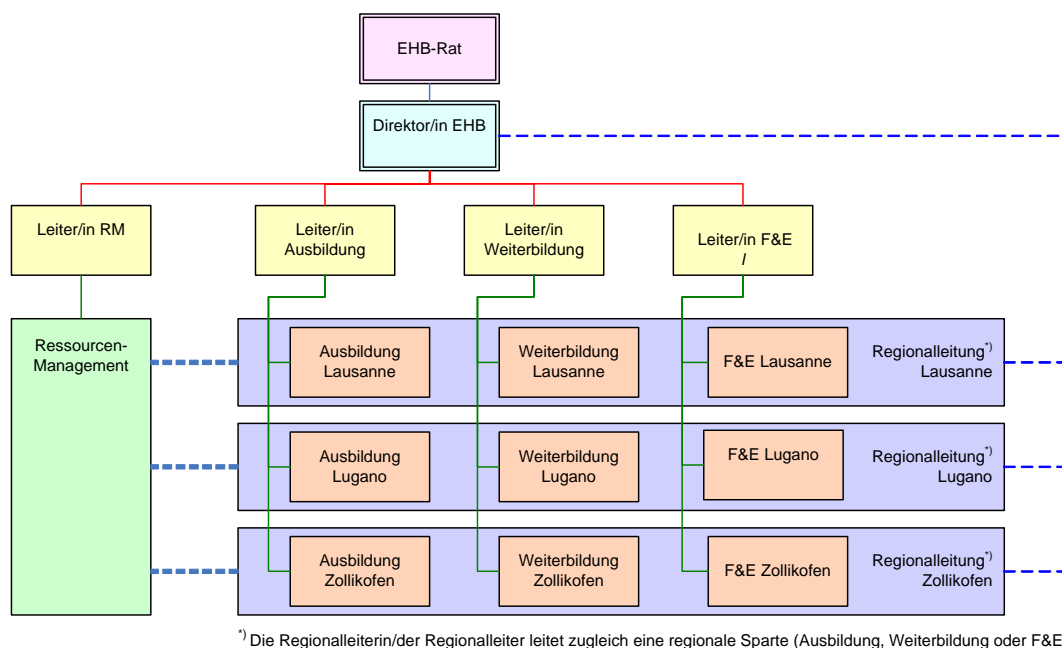 EHB-Rat
Direktor/in EHB
Leiter/in RM
Leiter/in
Ausbildung
Leiter/in
Weiterbildung
Leiter/in F&E
/
Ressourcen-
Management
Ausbildung
Lausanne
Weiterbildung
Lausanne
F&E Lausanne
Regionalleitung*)
Lausanne
Ausbildung
Lugano
Weiterbildung
Lugano
F&E Lugano
Regionalleitung*)
Lugano
Ausbildung
Zollikofen
Weiterbildung
Zollikofen
F&E Zollikofen
Regionalleitung*)
Zollikofen
*) Die Regionalleiterin/der Regionalleiter leitet zugleich eine regionale Sparte (Ausbildung, Weiterbildung oder F&E